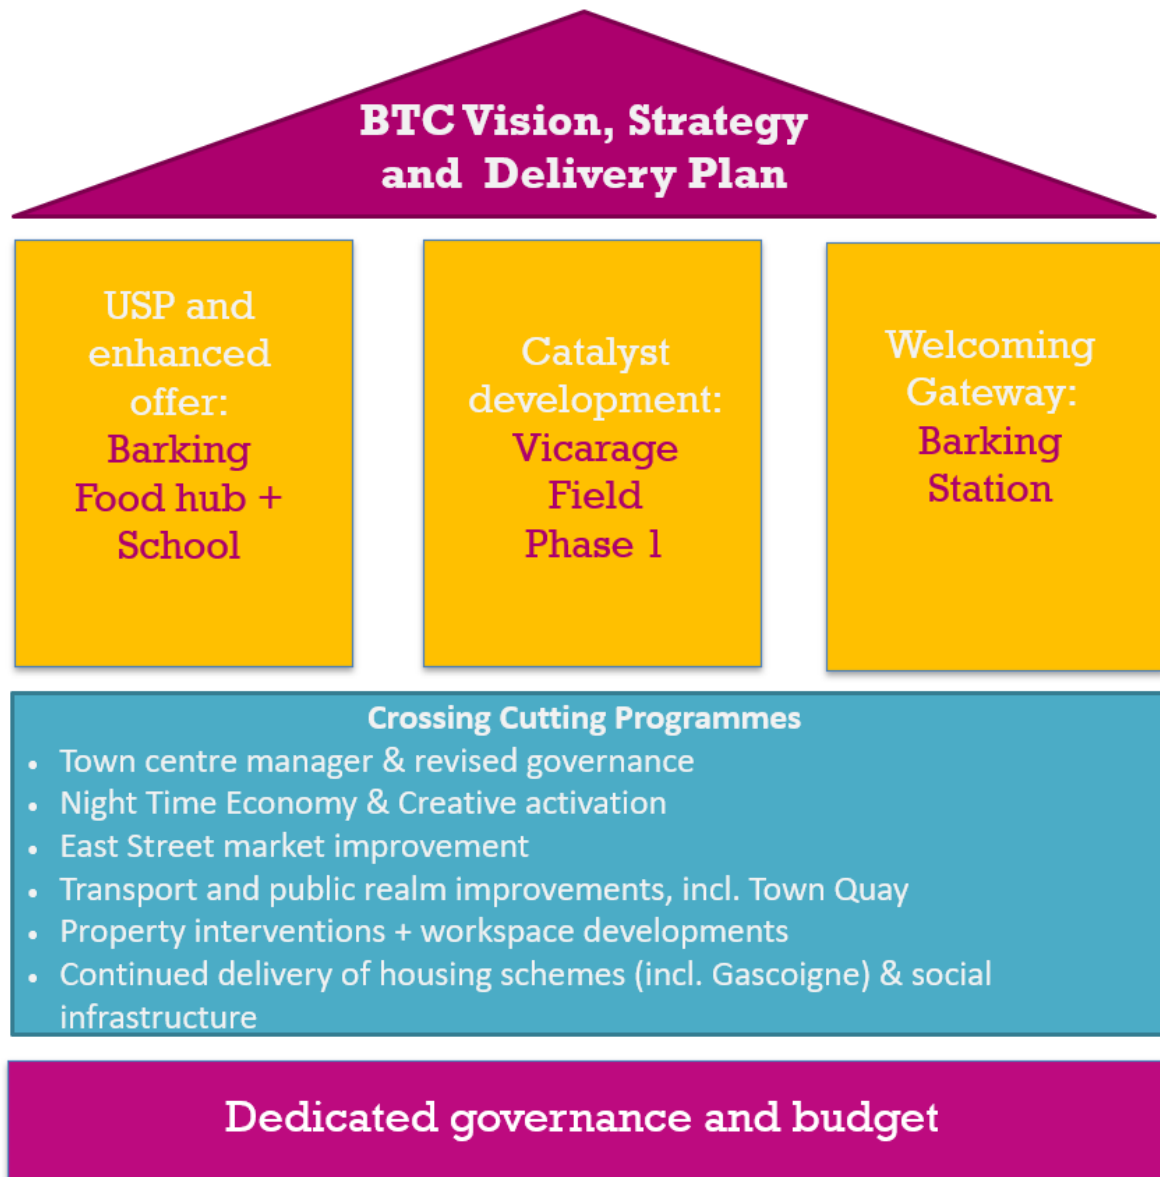 BTC Vision, Strategy
and Delivery Plan
USP and
enhanced
offer:
Barking
Food hub +
School
Catalyst
development:
Vicarage
Field
Phase 1
Welcoming
Gateway:
Barking
Station
Crossing Cutting Programmes
• Town centre manager & revised governance
• Night Time Economy & Creative activation
• East Street market improvement
• Transport and public realm improvements, incl. Town Quay
• Property interventions + workspace developments
• Continued delivery of housing schemes (incl. Gascoigne) & social
infrastructure
Dedicated governance and budget